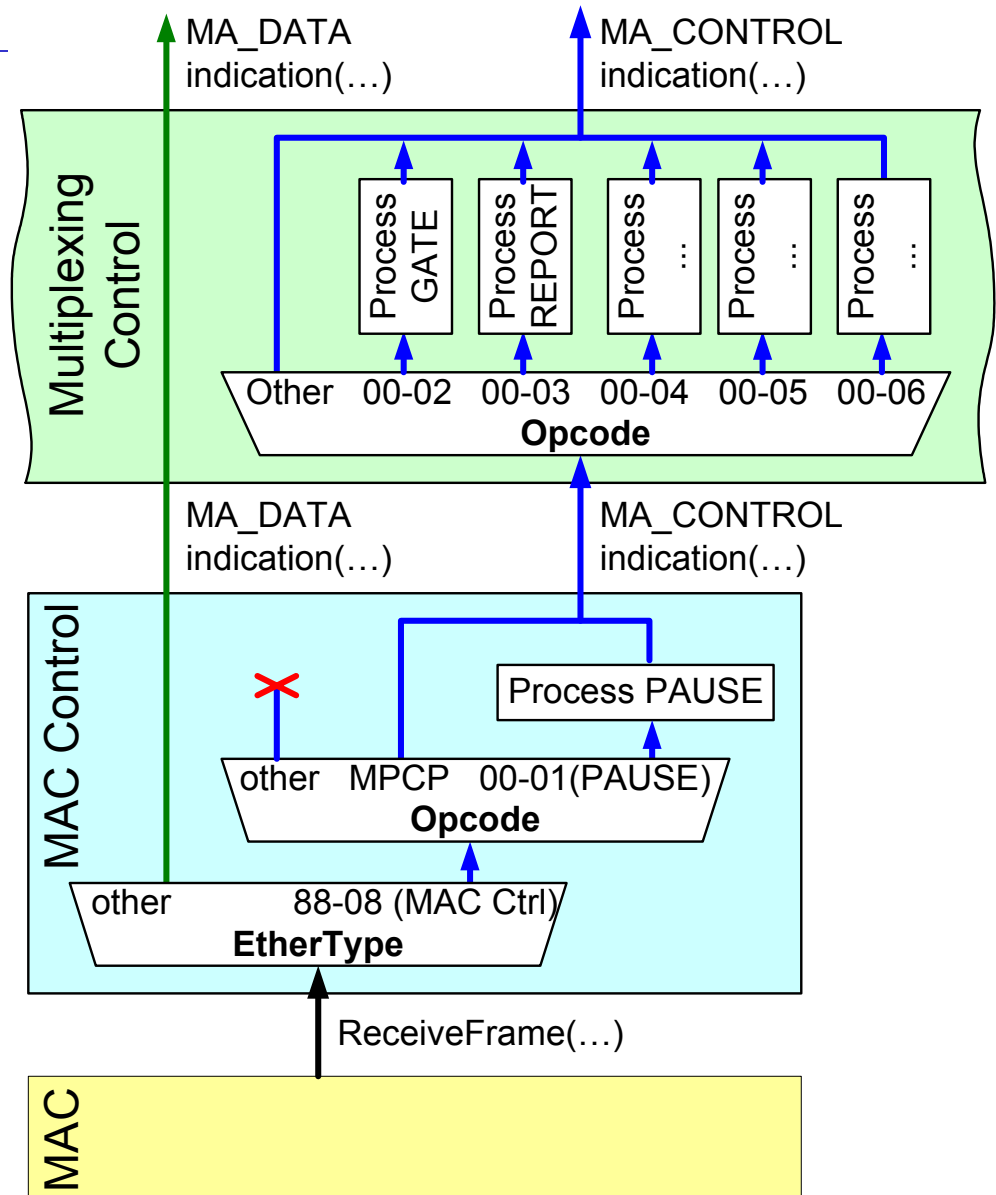 MA_DATA
indication(…)
MA_CONTROL
indication(…)
Multiplexing
Control
Process
GATE
Process
REPORT
Process
...
Process
...
Process
...
Other 00-02 00-03 00-04 00-05 00-06
Opcode
MA_DATA
indication(…)
MA_CONTROL
indication(…)
MAC Control
Process PAUSE
other MPCP 00-01(PAUSE)
Opcode
other 88-08 (MAC Ctrl)
EtherType
ReceiveFrame(…)
MAC